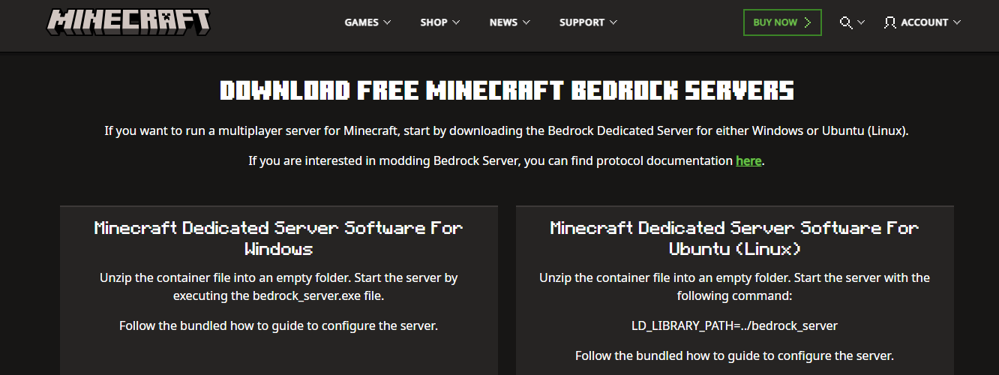 MINECRAFT
GAMES
SHOP
NEWS
SUPPORT
BUY NOW
ACCOUNT
DOWNLOAD FREE MINECRAFT BEDROCK SERVERS
If you want to run a multiplayer server for Minecraft, start by downloading the Bedrock Dedicated Server for either Windows or Ubuntu (Linux).
If you are interested in modding Bedrock Server, you can find protocol documentation here.
Minecraft Dedicated Server Software For
Windows
Unzip the container file into an empty folder. Start the server by
executing the bedrock_server.exe file.
Follow the bundled how to guide to configure the server.
Minecraft Dedicated Server Software For
Ubuntu (Linux)
Unzip the container file into an empty folder. Start the server with the
following command:
LD_LIBRARY_PATH=../bedrock_server
Follow the bundled how to guide to configure the server.